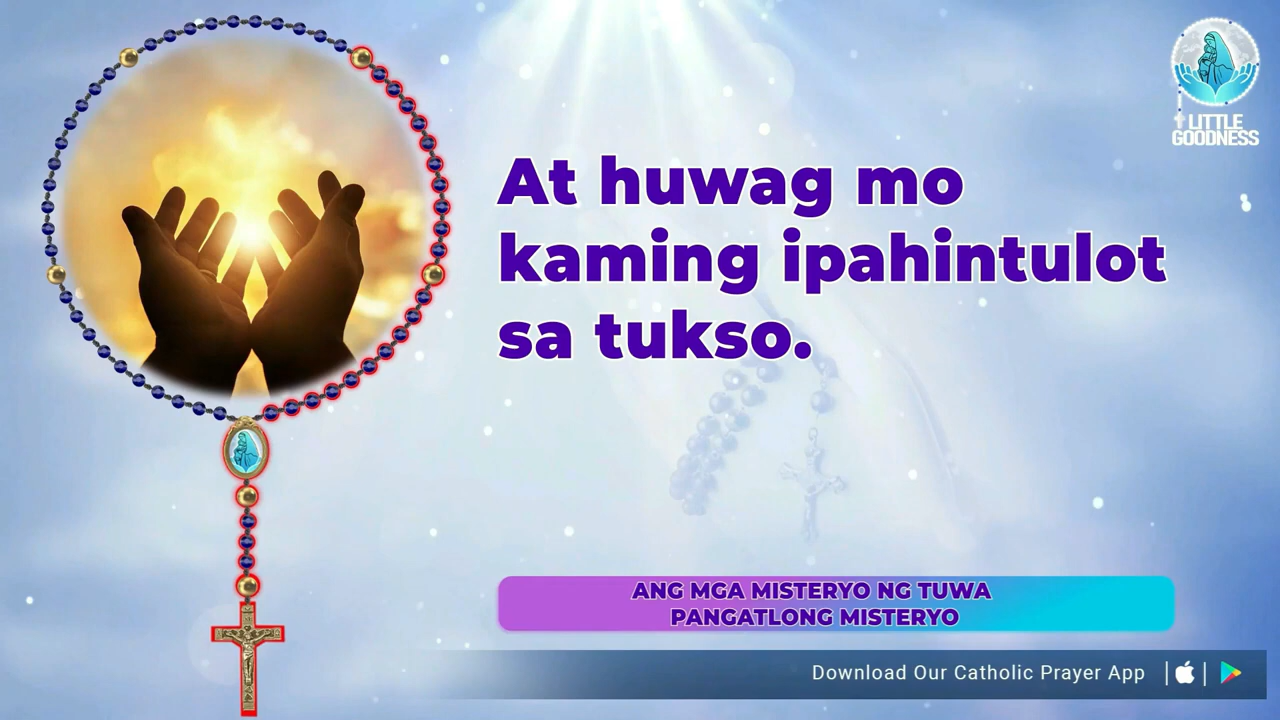 LITTLE
GOODNESS
At huwag mo
kaming ipahintulot
sa tukso.
ANG MGA MISTERYO NG TUWA
PANGATLONG MISTERYO
Download Our Catholic Prayer App